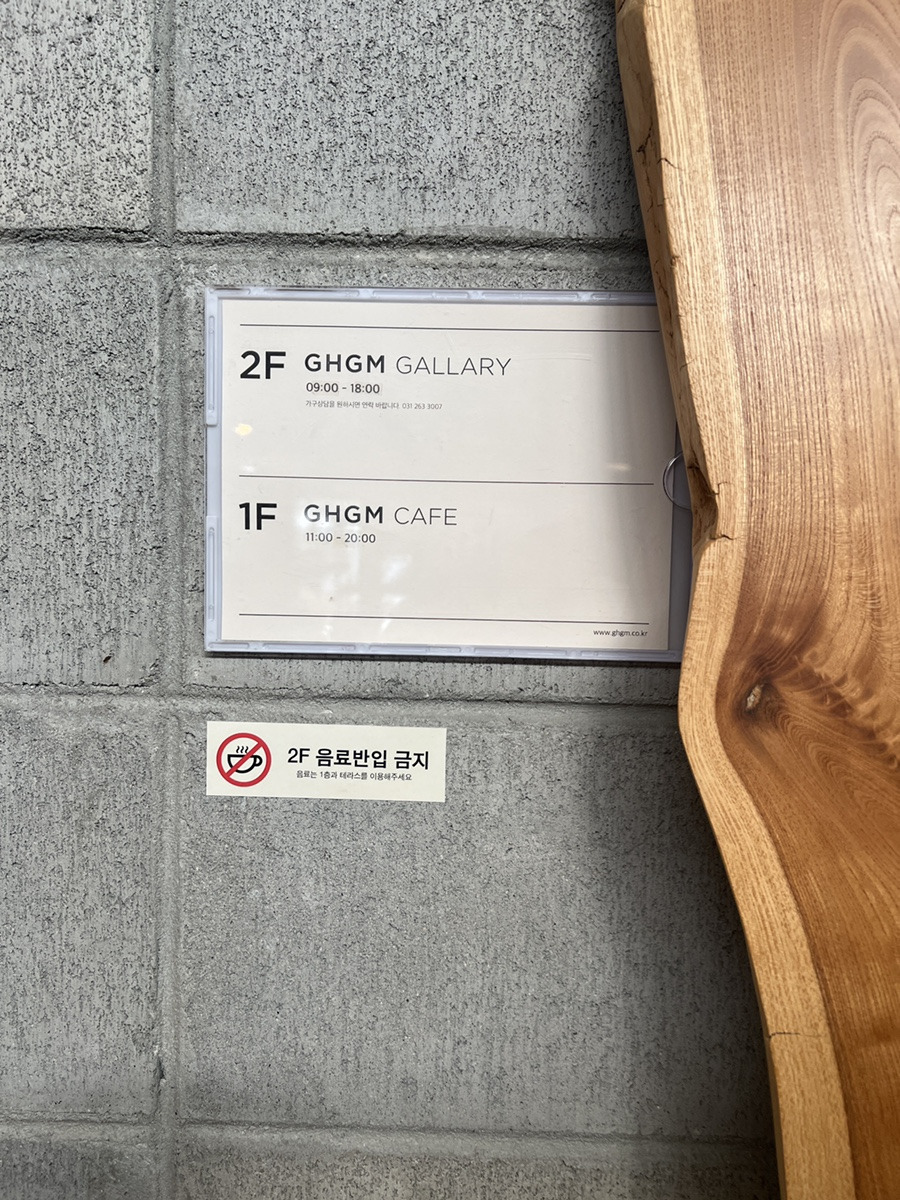 2F GHGM GALLARY
09:00 - 18:00
가구상담을 원하시면 연락 바랍니다. 031 263 3007
1F GHGM CAFE
11:00 - 20:00
www.ghgm.co.kr
2F 음료반입 금지
음료는 1층과 테라스를 이용해주세요